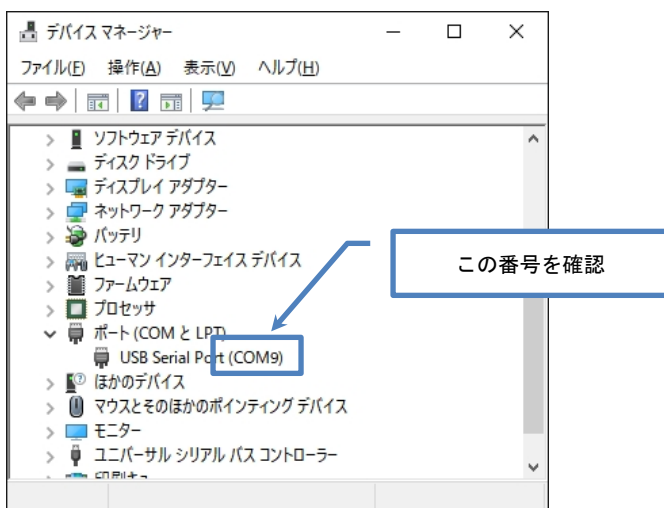 デバイス マネージャー
ファイル(F) 操作(A) 表示(V) ヘルプ(H)
ソフトウェア デバイス
ディスク ドライブ
ディスプレイ アダプター
ネットワーク アダプター
バッテリ
ヒューマン インターフェイス デバイス
この番号を確認
ファームウェア
プロセッサ
ポート (COM と LPT)
USB Serial Port (COM9)
ほかのデバイス
マウスとそのほかのポインティング デバイス
モニター
ユニバーサル シリアル バス コントローラー